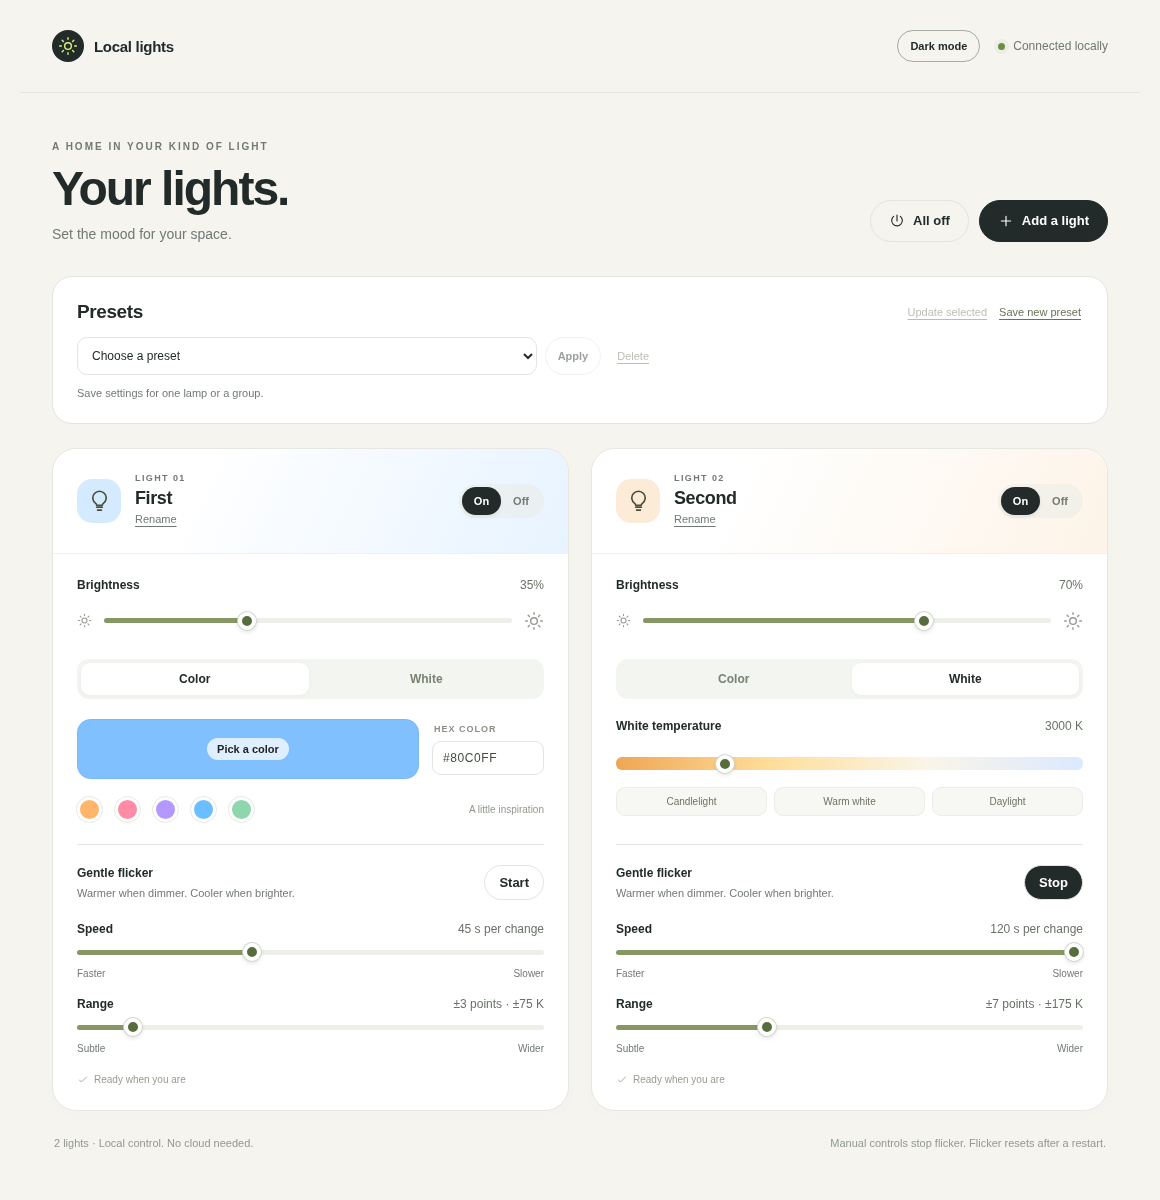 Local lights
Dark mode
Connected locally
A HOME IN YOUR KIND OF LIGHT
Your lights.
Set the mood for your space.
All off
Add a light
Presets
Update selected
Save new preset
Choose a preset
Apply
Delete
Save settings for one lamp or a group.
LIGHT 01
First
Rename
On
Off
Brightness
35%
Color
White
Pick a color
HEX COLOR
#80C0FF
A little inspiration
Gentle flicker
Warmer when dimmer. Cooler when brighter.
Start
Speed
45 s per change
Faster
Slower
Range
±3 points · ±75 K
Subtle
Wider
Ready when you are
LIGHT 02
Second
Rename
On
Off
Brightness
70%
Color
White
White temperature
3000 K
Candlelight
Warm white
Daylight
Gentle flicker
Warmer when dimmer. Cooler when brighter.
Stop
Speed
120 s per change
Faster
Slower
Range
±7 points · ±175 K
Subtle
Wider
Ready when you are
2 lights · Local control. No cloud needed.
Manual controls stop flicker. Flicker resets after a restart.